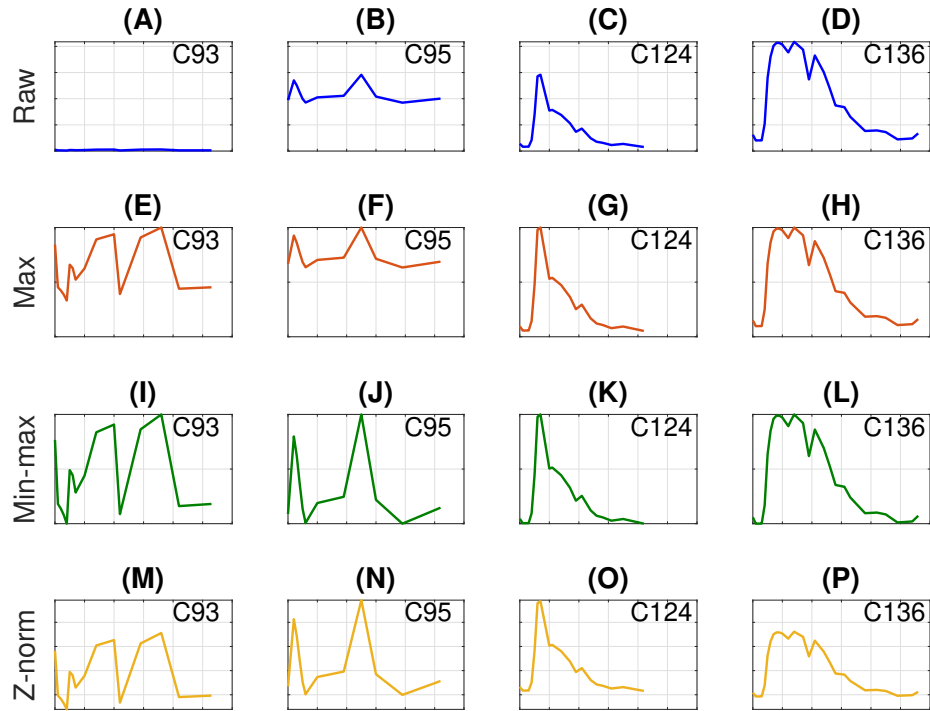 (A) (B) (C) (D)
Raw C93 C95 C124 C136
(E) (F) (G) (H)
Max C93 C95 C124 C136
(I) (J) (K) (L)
Min-max C93 C95 C124 C136
(M) (N) (O) (P)
Z-norm C93 C95 C124 C136